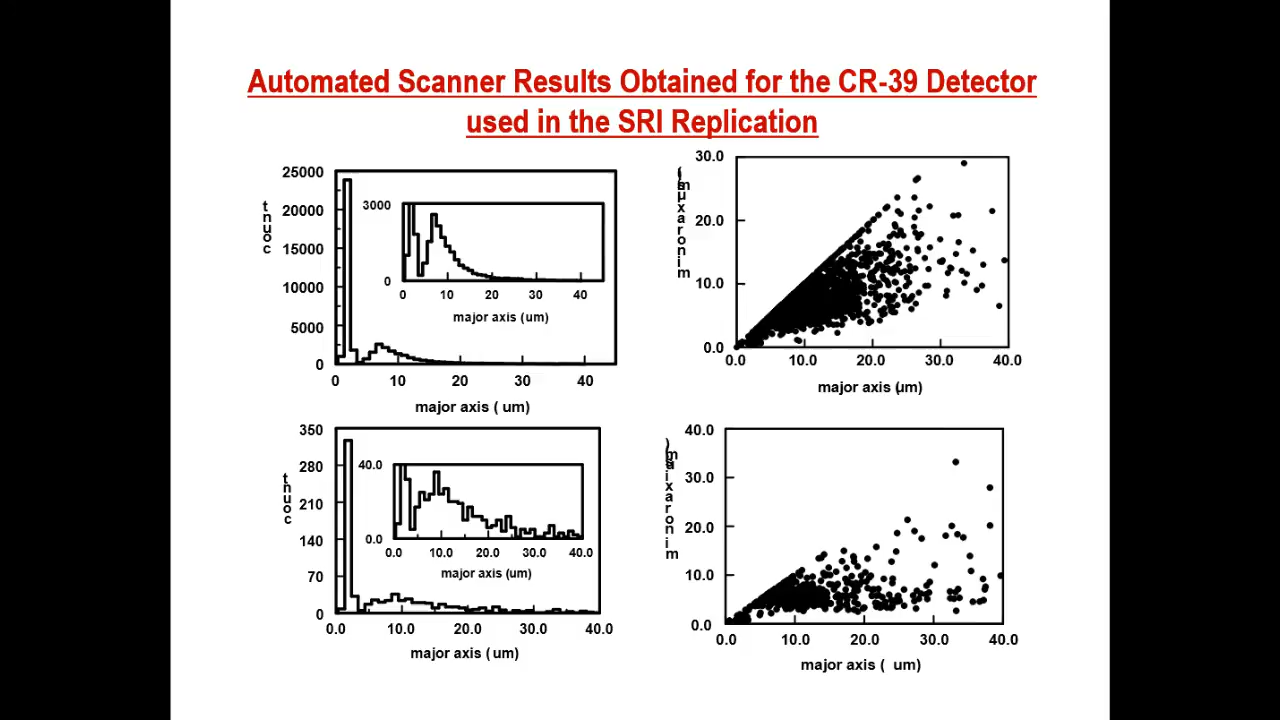 Automated Scanner Results Obtained for the CR-39 Detector
used in the SRI Replication
25000
20000
15000
10000
5000
0
count
0 10 20 30 40
major axis ( um)
3000
0
0 10 20 30 40
major axis (um)
30.0
20.0
10.0
0.0
0.0 10.0 20.0 30.0 40.0
major axis (µm)
350
280
210
140
70
0
count
0.0 10.0 20.0 30.0 40.0
major axis ( um)
40.0
0.0
0.0 10.0 20.0 30.0 40.0
major axis (um)
40.0
30.0
20.0
10.0
0.0
0.0 10.0 20.0 30.0 40.0
major axis ( um)